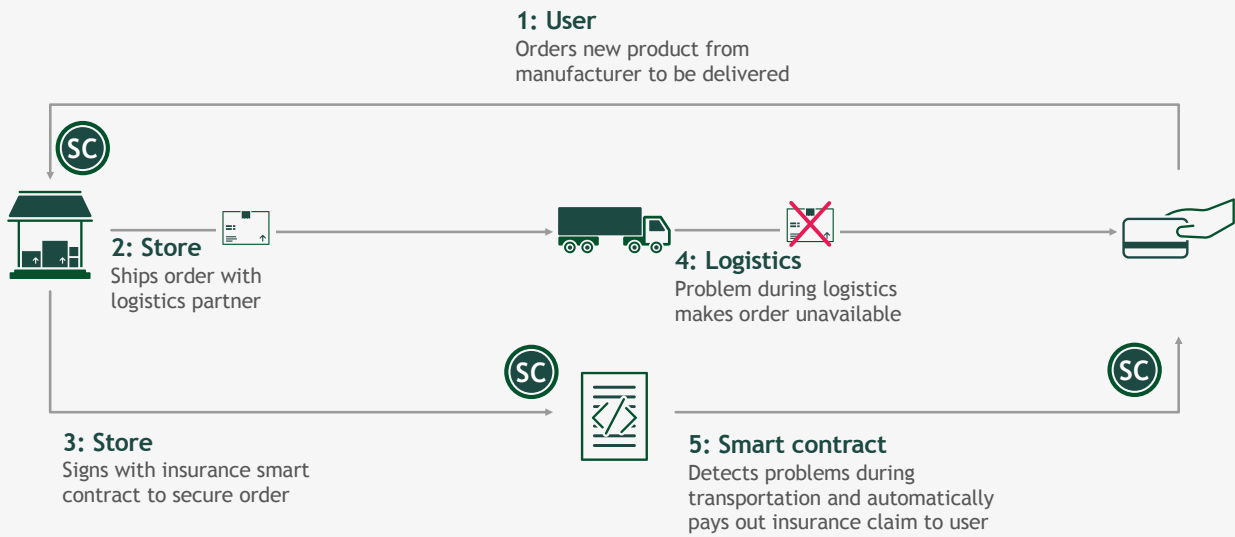 1: User
Orders new product from
manufacturer to be delivered
SC
2: Store
Ships order with
logistics partner
4: Logistics
Problem during logistics
makes order unavailable
SC
SC
3: Store
Signs with insurance smart
contract to secure order
5: Smart contract
Detects problems during
transportation and automatically
pays out insurance claim to user